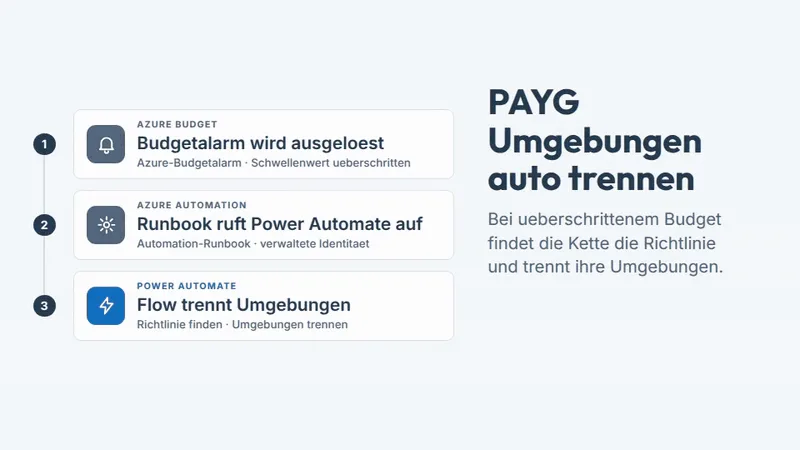 1
AZURE BUDGET
Budgetalarm wird ausgeloest
Azure-Budgetalarm · Schwellenwert ueberschritten
2
AZURE AUTOMATION
Runbook ruft Power Automate auf
Automation-Runbook · verwaltete Identitaet
3
POWER AUTOMATE
Flow trennt Umgebungen
Richtlinie finden · Umgebungen trennen
PAYG
Umgebungen
auto trennen
Bei ueberschrittenem Budget
findet die Kette die Richtlinie
und trennt ihre Umgebungen.